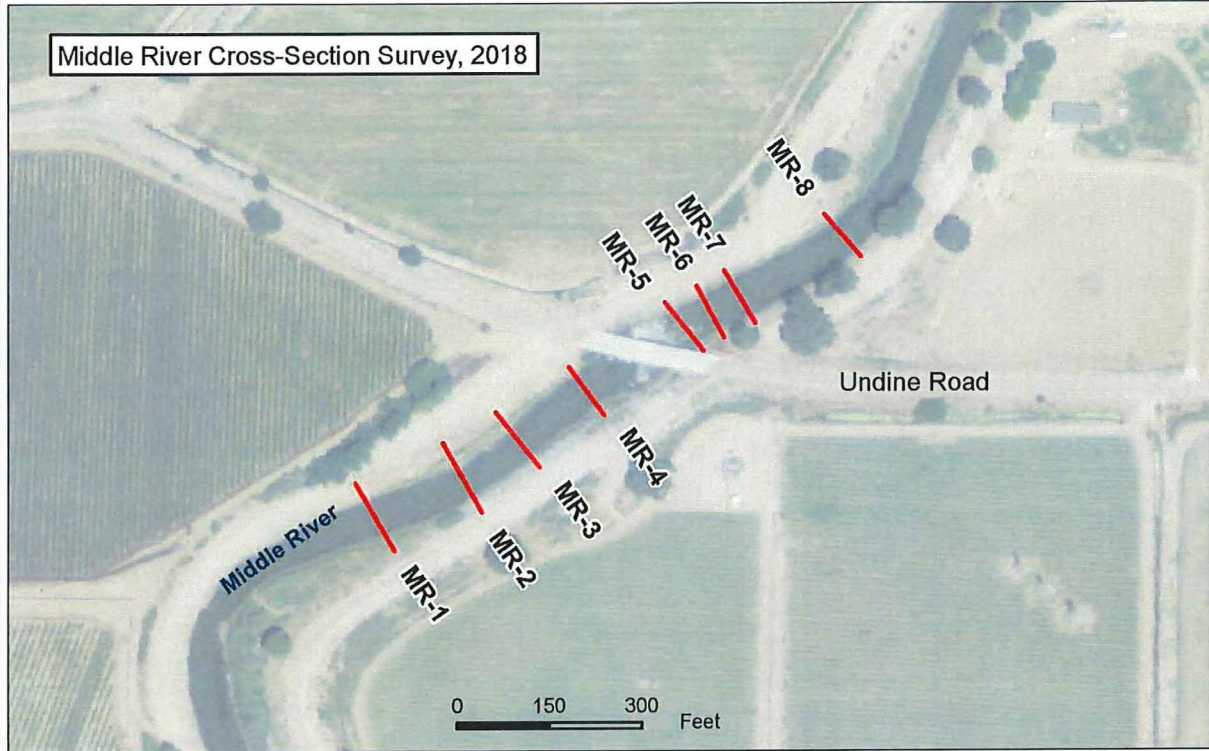 Middle River Cross-Section Survey, 2018
MR-8
MR-7
MR-6
MR-5
Undine Road
MR-4
MR-3
MR-2
MR-1
Middle River
0 150 300 Feet